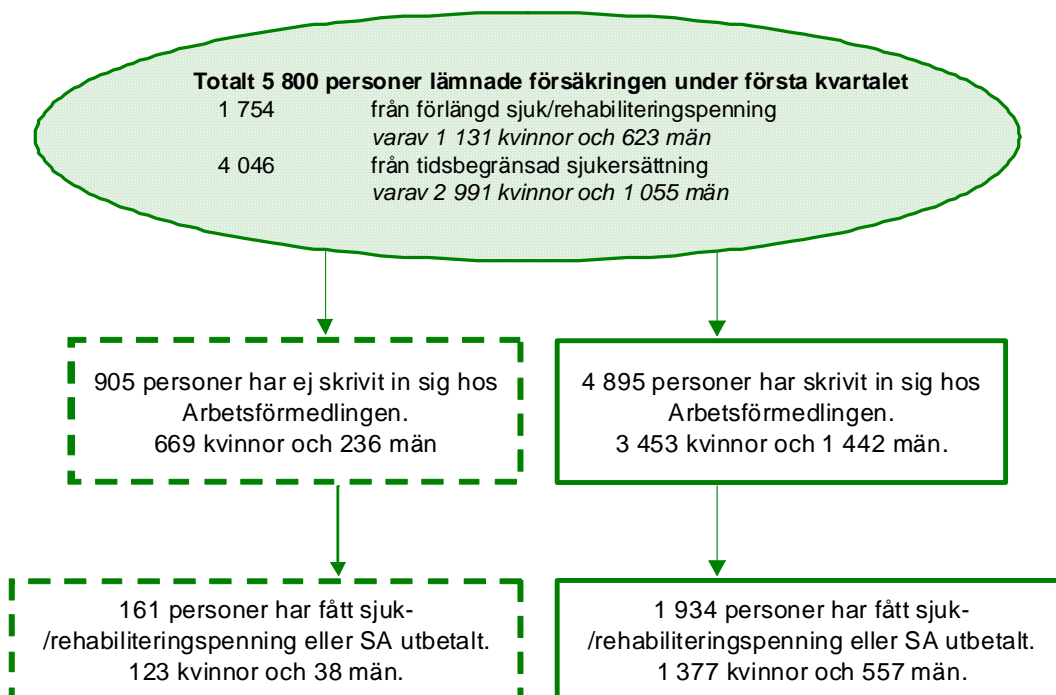 Totalt 5 800 personer lämnade försäkringen under första kvartalet
1 754 från förlängd sjuk/rehabiliteringspenning
varav 1 131 kvinnor och 623 män
4 046 från tidsbegränsad sjukersättning
varav 2 991 kvinnor och 1 055 män
905 personer har ej skrivit in sig hos
Arbetsförmedlingen.
669 kvinnor och 236 män
4 895 personer har skrivit in sig hos
Arbetsförmedlingen.
3 453 kvinnor och 1 442 män.
161 personer har fått sjuk-
/rehabiliteringspenning eller SA utbetalt.
123 kvinnor och 38 män.
1 934 personer har fått sjuk-
/rehabiliteringspenning eller SA utbetalt.
1 377 kvinnor och 557 män.